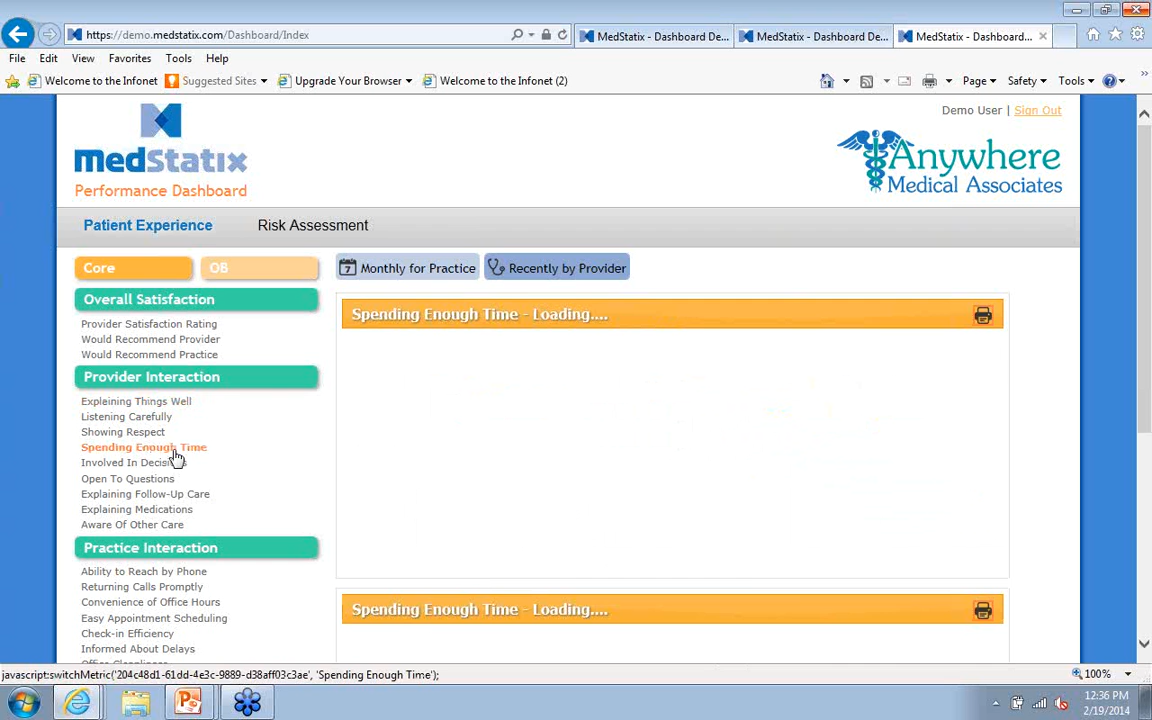 https://demo.medstatix.com/Dashboard/Index
MedStatix - Dashboard De...
MedStatix - Dashboard De...
MedStatix - Dashboard...
File Edit View Favorites Tools Help
Welcome to the Infonet
Suggested Sites
Upgrade Your Browser
Welcome to the Infonet (2)
Page
Safety
Tools
Demo User | Sign Out
medStatix
Performance Dashboard
Anywhere
Medical Associates
Patient Experience
Risk Assessment
Core
OB
7 Monthly for Practice
Recently by Provider
Overall Satisfaction
Provider Satisfaction Rating
Would Recommend Provider
Would Recommend Practice
Provider Interaction
Explaining Things Well
Listening Carefully
Showing Respect
Spending Enough Time
Involved In Decisions
Open To Questions
Explaining Follow-Up Care
Explaining Medications
Aware Of Other Care
Practice Interaction
Ability to Reach by Phone
Returning Calls Promptly
Convenience of Office Hours
Easy Appointment Scheduling
Check-in Efficiency
Informed About Delays
Office Cleanliness
Spending Enough Time - Loading....
Spending Enough Time - Loading....
javascript:switchMetric('204c48d1-61dd-4e3c-9889-d38aff03c3ae', 'Spending Enough Time');
100%
12:36 PM
2/19/2014